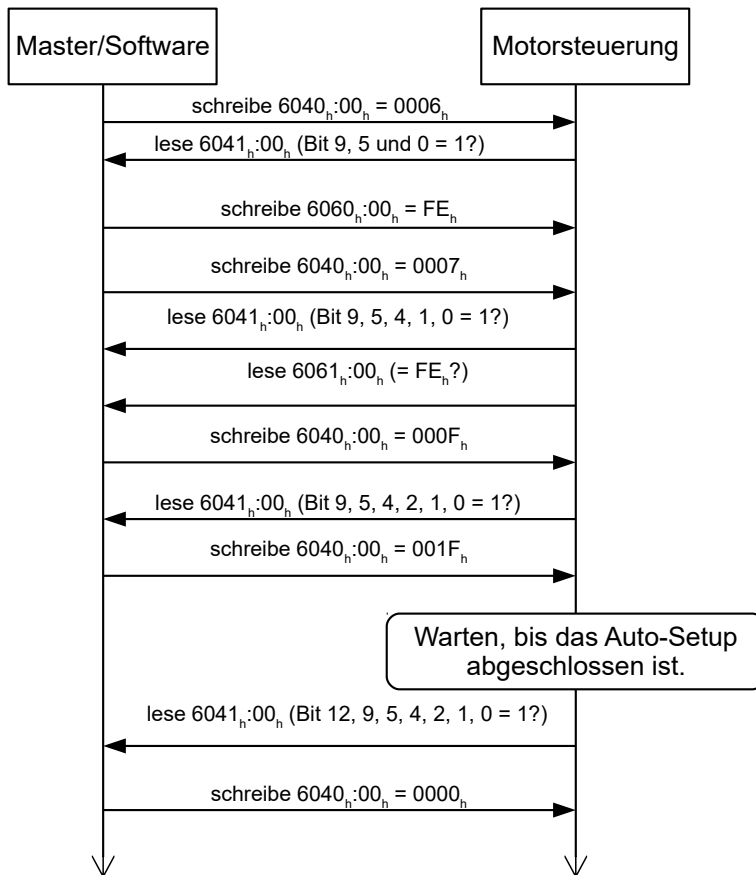 Master/Software
Motorsteuerung
schreibe 6040h:00h = 0006h
lese 6041h:00h (Bit 9, 5 und 0 = 1?)
schreibe 6060h:00h = FEh
schreibe 6040h:00h = 0007h
lese 6041h:00h (Bit 9, 5, 4, 1, 0 = 1?)
lese 6061h:00h (= FEh?)
schreibe 6040h:00h = 000Fh
lese 6041h:00h (Bit 9, 5, 4, 2, 1, 0 = 1?)
schreibe 6040h:00h = 001Fh
Warten, bis das Auto-Setup
abgeschlossen ist.
lese 6041h:00h (Bit 12, 9, 5, 4, 2, 1, 0 = 1?)
schreibe 6040h:00h = 0000h